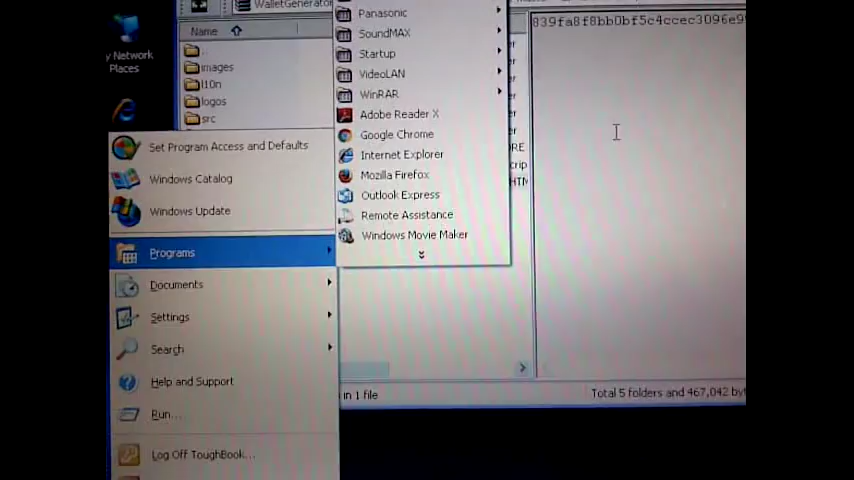 WalletGenerator
Panasonic
SoundMAX
839fa8f8bb0bf5c4ccec3096e9
Name
Startup
y Network
Places
images
VideoLAN
l10n
WinRAR
logos
Adobe Reader X
src
Google Chrome
Set Program Access and Defaults
Internet Explorer
Windows Catalog
Mozilla Firefox
Outlook Express
Windows Update
Remote Assistance
Windows Movie Maker
Programs
Documents
Settings
Search
Help and Support
in 1 file
Total 5 folders and 467,042 by
Run...
Log Off ToughBook...